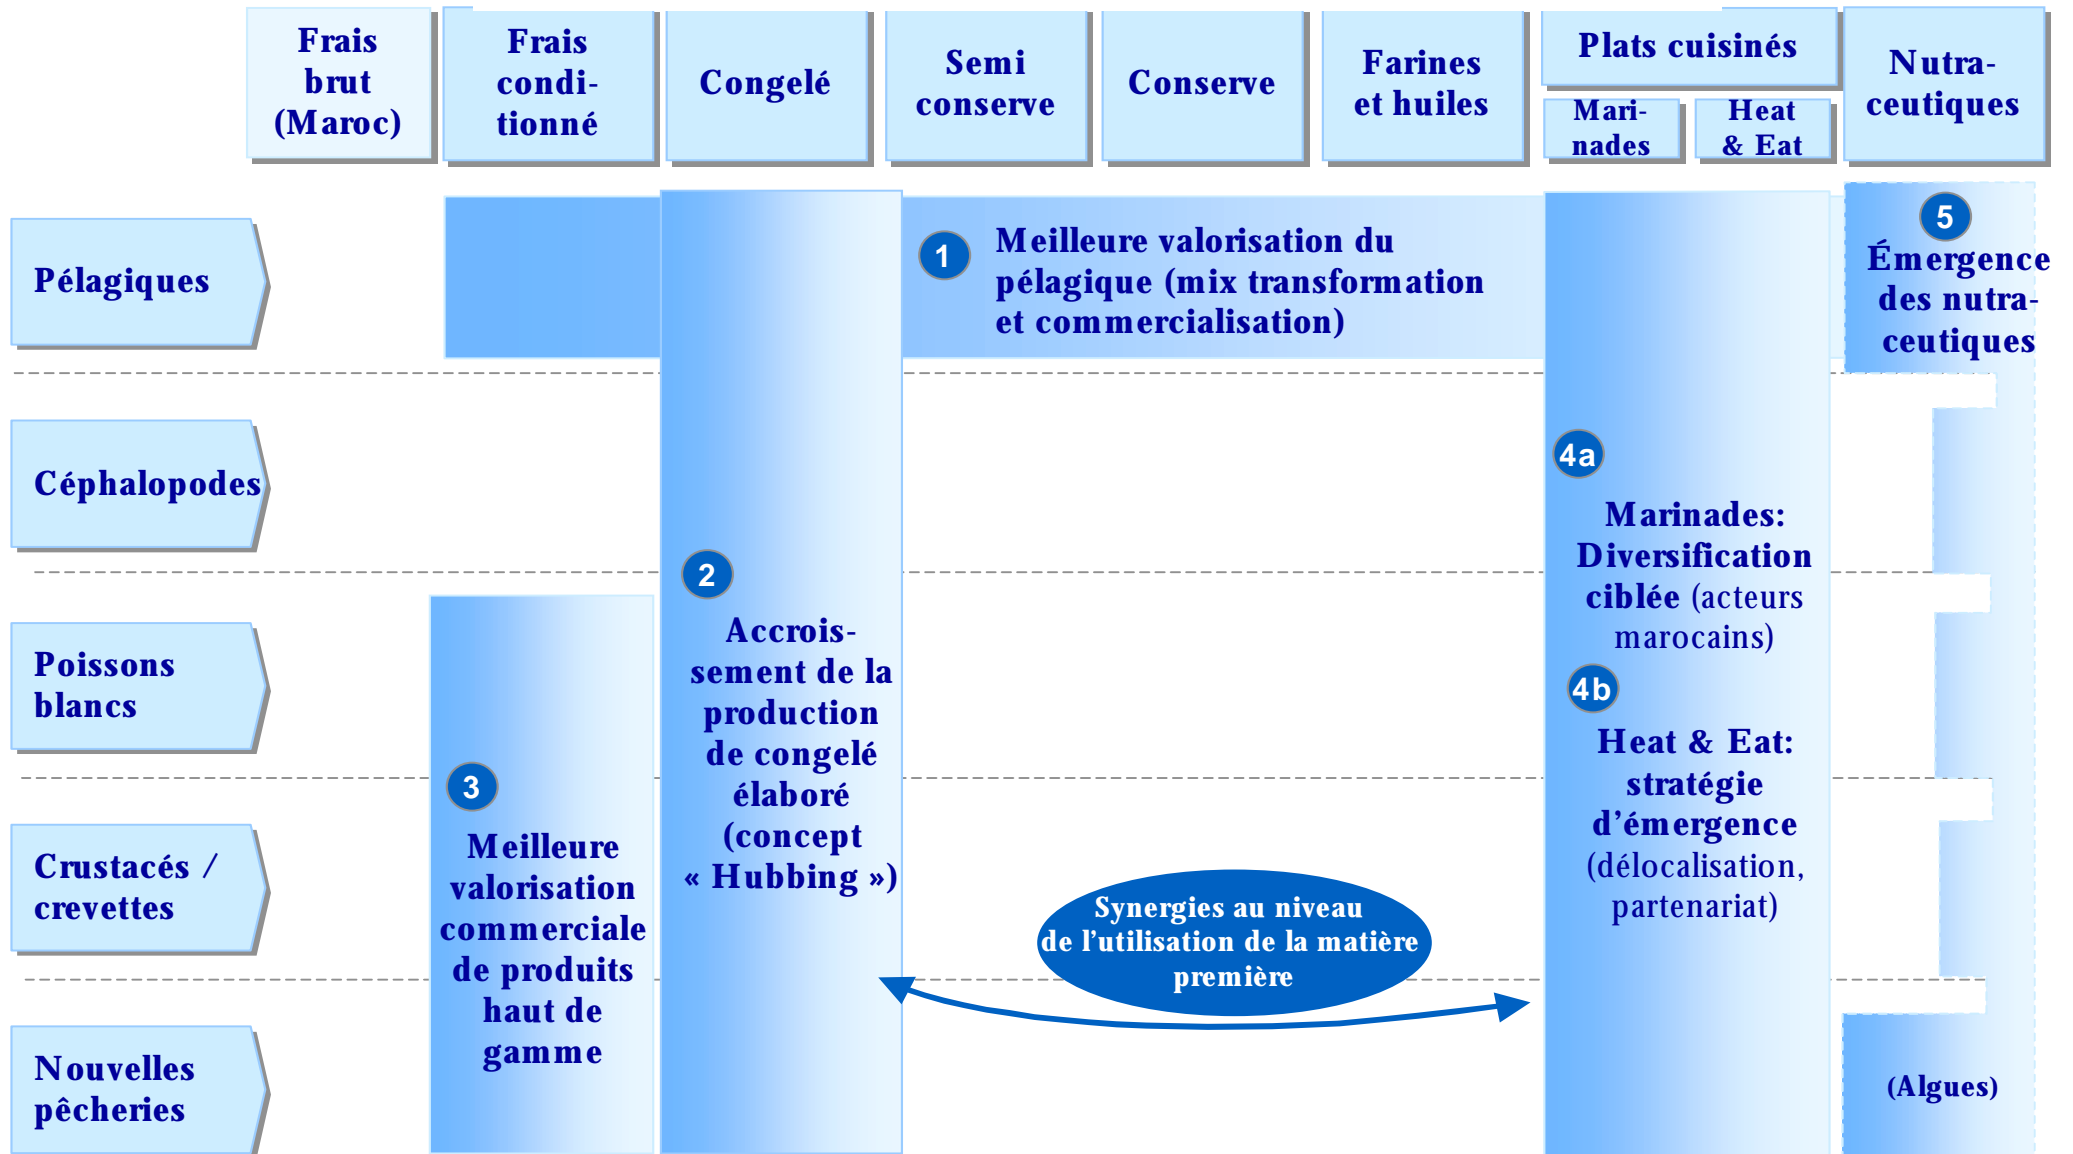 Frais
brut
(Maroc)
Frais
condi-
tionné
Congelé
Semi
conserve
Conserve
Farines
et huiles
Plats cuisinés
Mari-
nades
Heat
& Eat
Nutra-
ceutiques
Pélagiques
1
Meilleure valorisation du
pélagique (mix transformation
et commercialisation)
5
Émergence
des nutra-
ceutiques
Céphalopodes
4a
Marinades:
Diversification
ciblée (acteurs
marocains)
2
Accrois-
sement de la
production
de congelé
élaboré
(concept
« Hubbing »)
Poissons
blancs
4b
Heat & Eat:
stratégie
d’émergence
(délocalisation,
partenariat)
3
Meilleure
valorisation
commerciale
de produits
haut de
gamme
Crustacés /
crevettes
Synergies au niveau
de l’utilisation de la matière
première
Nouvelles
pêcheries
(Algues)